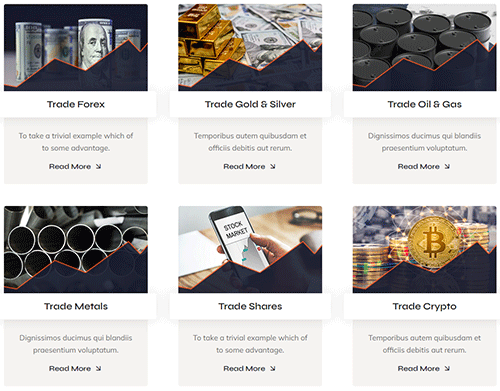 Trade Forex
To take a trivial example which of
to some advantage.
Read More
Trade Gold & Silver
Temporibus autem quibusdam et
officiis debitis aut rerum.
Read More
Trade Oil & Gas
Dignissimos ducimus qui blandiis
praesentium voluptatum.
Read More
Trade Metals
Dignissimos ducimus qui blandiis
praesentium voluptatum.
Read More
STOCK
MARKET
Trade Shares
To take a trivial example which of
to some advantage.
Read More
Trade Crypto
Temporibus autem quibusdam et
officiis debitis aut rerum.
Read More